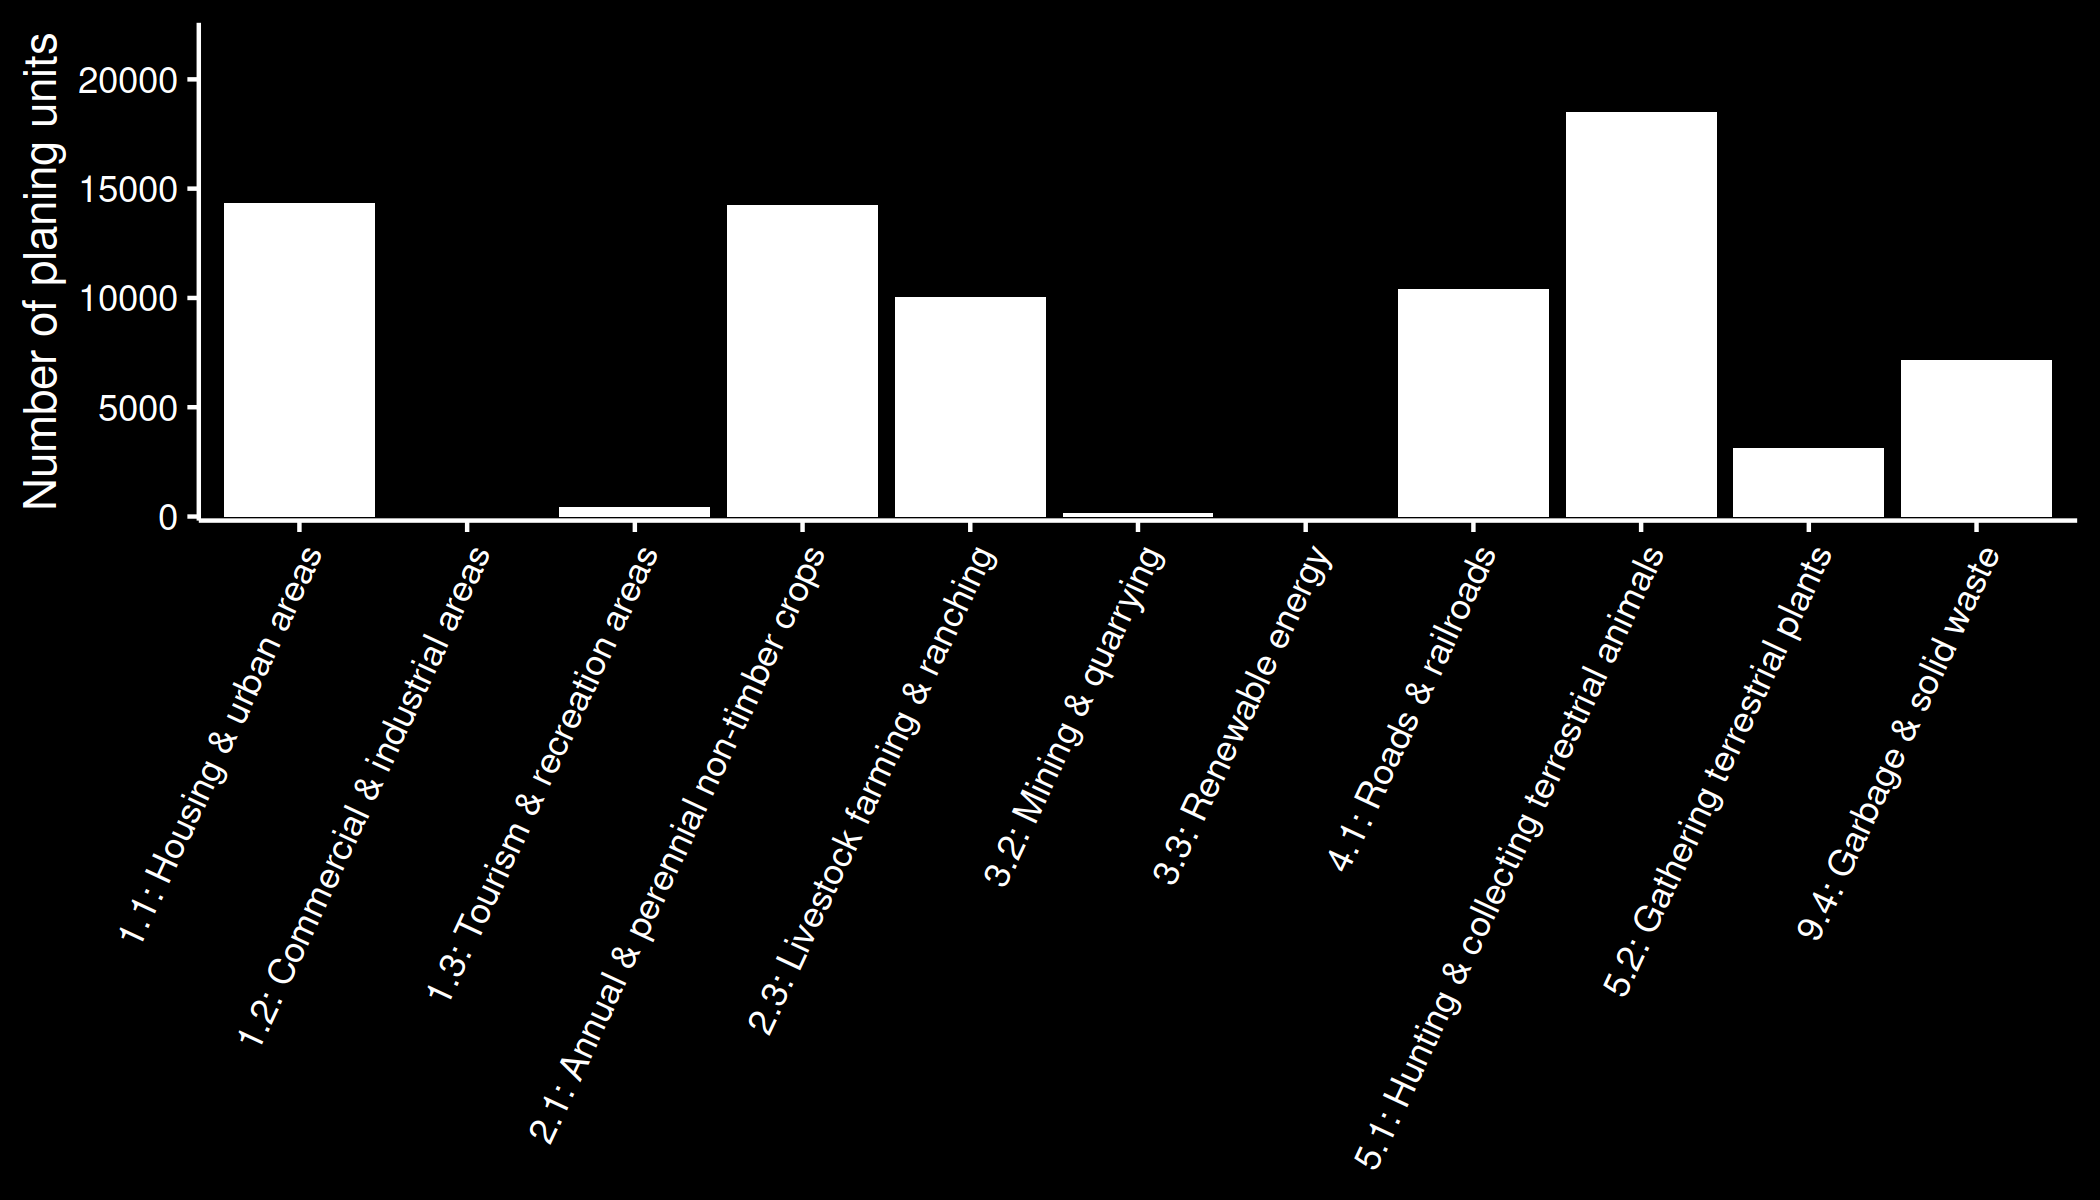 Number of planing units
20000
15000
10000
5000
0
1.1: Housing & urban areas
1.2: Commercial & industrial areas
1.3: Tourism & recreation areas
2.1: Annual & perennial non-timber crops
2.3: Livestock farming & ranching
3.2: Mining & quarrying
3.3: Renewable energy
4.1: Roads & railroads
5.1: Hunting & collecting terrestrial animals
5.2: Gathering terrestrial plants
9.4: Garbage & solid waste